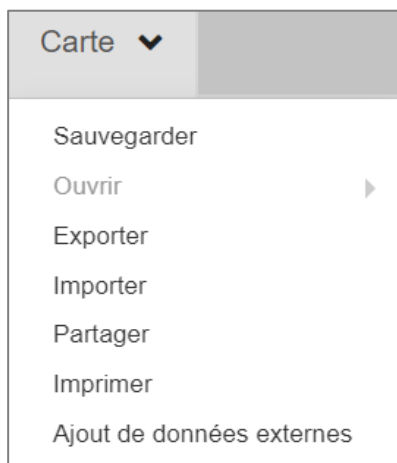 Carte
Sauvegarder
Ouvrir
Exporter
Importer
Partager
Imprimer
Ajout de données externes